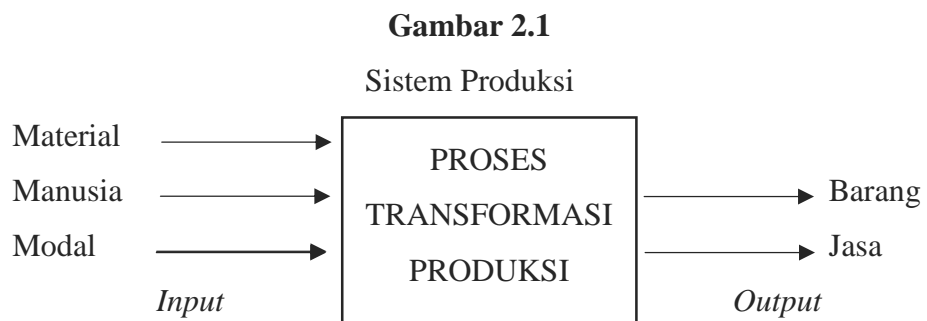 Gambar 2.1
Sistem Produksi
Material
Manusia
Modal
Input
PROSES
TRANSFORMASI
PRODUKSI
Barang
Jasa
Output